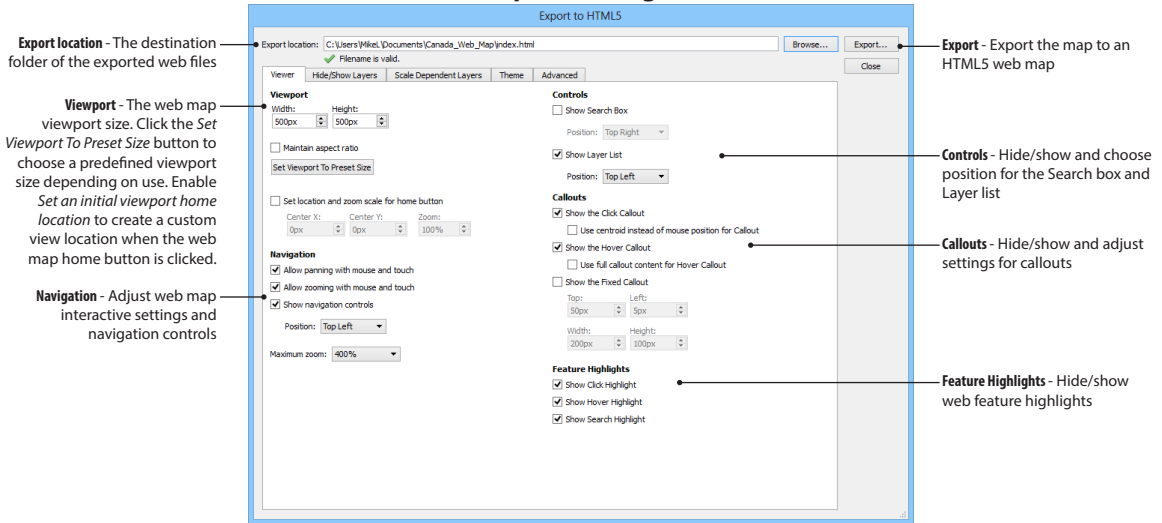 Export to HTML5
Export location - The destination
folder of the exported web files
Viewport - The web map
viewport size. Click the Set
Viewport To Preset Size button to
choose a predefined viewport
size depending on use. Enable
Set an initial viewport home
location to create a custom
view location when the web
map home button is clicked.
Navigation - Adjust web map
interactive settings and
navigation controls
Export location: C:\Users\MikeL\Documents\Canada_Web_Map\index.html Browse... Export...
Filename is valid.
Close
Viewer Hide/Show Layers Scale Dependent Layers Theme Advanced
Viewport
Width: Height:
500px 500px
Maintain aspect ratio
Set Viewport To Preset Size
Set location and zoom scale for home button
Center X: Center Y: Zoom:
0px 0px 100%
Navigation
Allow panning with mouse and touch
Allow zooming with mouse and touch
Show navigation controls
Position: Top Left
Maximum zoom: 400%
Controls
Show Search Box
Position: Top Right
Show Layer List
Position: Top Left
Callouts
Show the Click Callout
Use centroid instead of mouse position for Callout
Show the Hover Callout
Use full callout content for Hover Callout
Show the Fixed Callout
Top: Left:
50px 5px
Width: Height:
200px 100px
Feature Highlights
Show Click Highlight
Show Hover Highlight
Show Search Highlight
Export - Export the map to an
HTML5 web map
Controls - Hide/show and choose
position for the Search box and
Layer list
Callouts - Hide/show and adjust
settings for callouts
Feature Highlights - Hide/show
web feature highlights